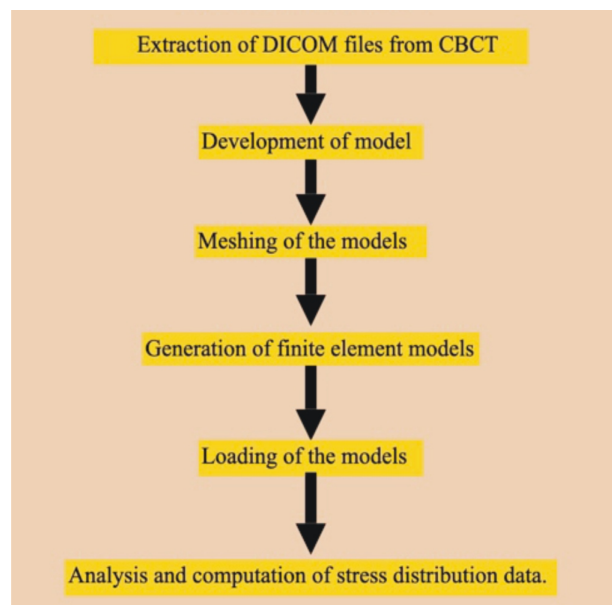 Extraction of DICOM files from CBCT
Development of model
Meshing of the models
Generation of finite element models
Loading of the models
Analysis and computation of stress distribution data.